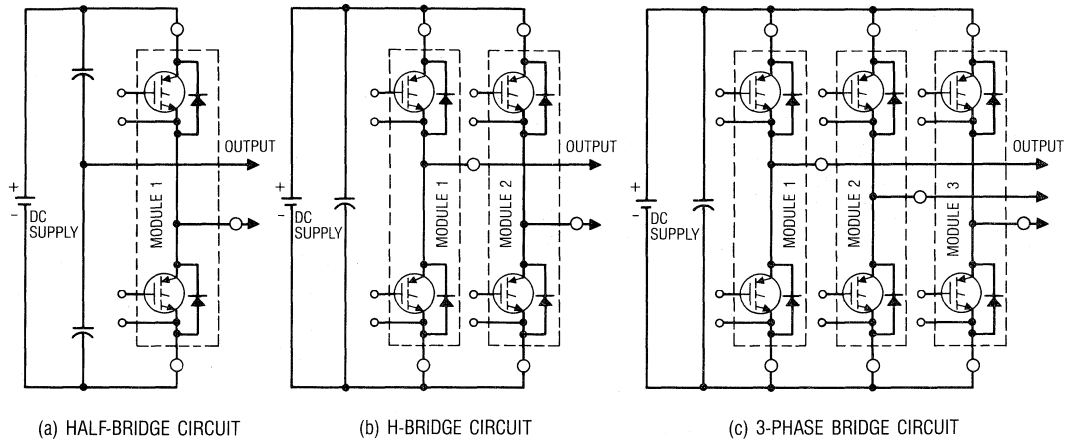 OUTPUT
+
-
DC
SUPPLY
MODULE 1
(a) HALF-BRIDGE CIRCUIT
OUTPUT
+
-
DC
SUPPLY
MODULE 1
MODULE 2
(b) H-BRIDGE CIRCUIT
OUTPUT
+
-
DC
SUPPLY
MODULE 1
MODULE 2
MODULE 3
(c) 3-PHASE BRIDGE CIRCUIT